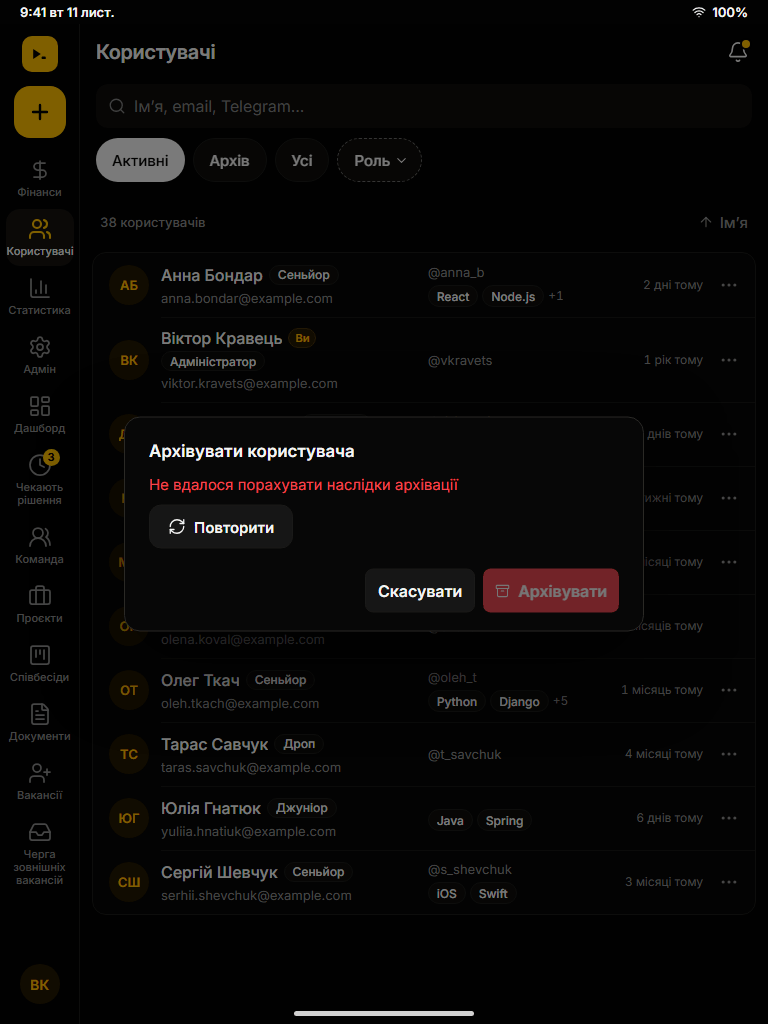 9:41 вт 11 лист.
100%
Користувачі
Ім’я, email, Telegram...
Активні
Архів
Усі
Роль
38 користувачів
Ім’я
Фінанси
Користувачі
Статистика
Адмін
Дашборд
3
Чекають
рішення
Команда
Проєкти
Співбесіди
Документи
Вакансії
Черга
зовнішніх
вакансій
ВК
АБ
Анна Бондар Сеньйор
anna.bondar@example.com
@anna_b
React Node.js +1
2 дні тому
ВК
Віктор Кравець Ви
Адміністратор
viktor.kravets@example.com
@vkravets
1 рік тому
днів тому
Архівувати користувача
Не вдалося порахувати наслідки архівації
Повторити
Скасувати
Архівувати
olena.koval@example.com
ОТ
Олег Ткач Сеньйор
oleh.tkach@example.com
@oleh_t
Python Django +5
1 місяць тому
ТС
Тарас Савчук Дроп
taras.savchuk@example.com
@t_savchuk
4 місяці тому
ЮГ
Юлія Гнатюк Джуніор
yuliia.hnatiuk@example.com
Java Spring
6 днів тому
СШ
Сергій Шевчук Сеньйор
serhii.shevchuk@example.com
@s_shevchuk
iOS Swift
3 місяці тому